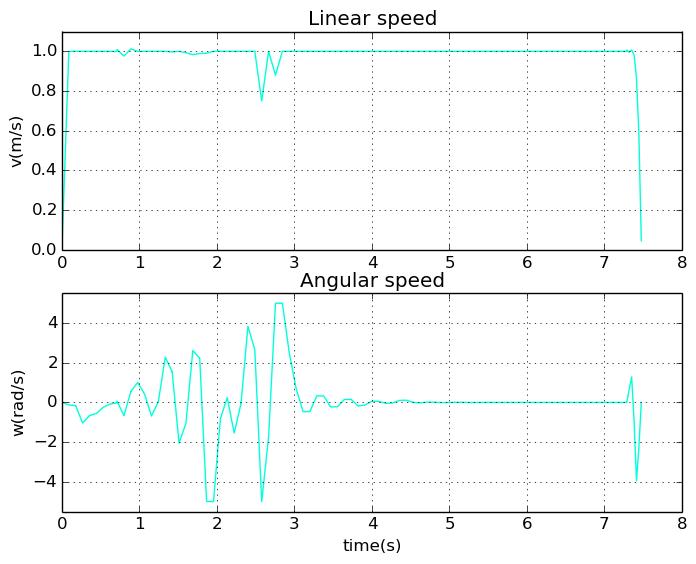 Linear speed
1.0
0.8
0.6
0.4
0.2
0.0
v(m/s)
0 1 2 3 4 5 6 7 8
Angular speed
4
2
0
−2
−4
w(rad/s)
0 1 2 3 4 5 6 7 8
time(s)